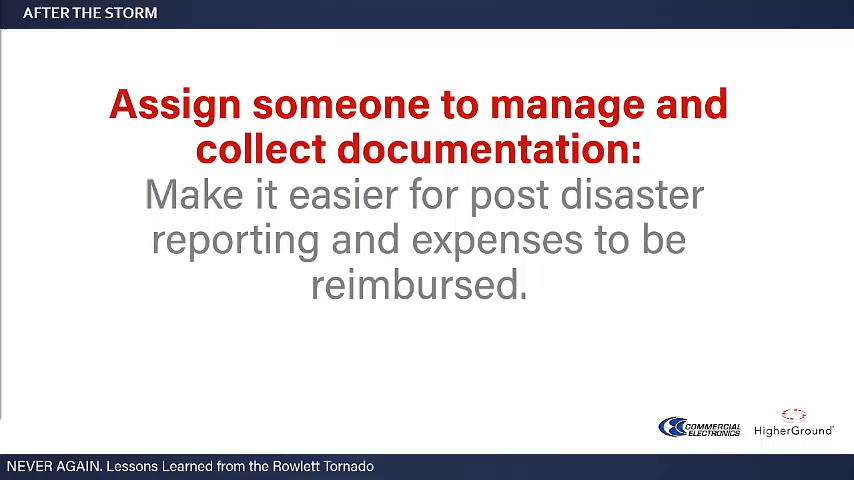 AFTER THE STORM
Assign someone to manage and
collect documentation:
Make it easier for post disaster
reporting and expenses to be
reimbursed.
COMMERCIAL
ELECTRONICS
HigherGround
NEVER AGAIN. Lessons Learned from the Rowlett Tornado